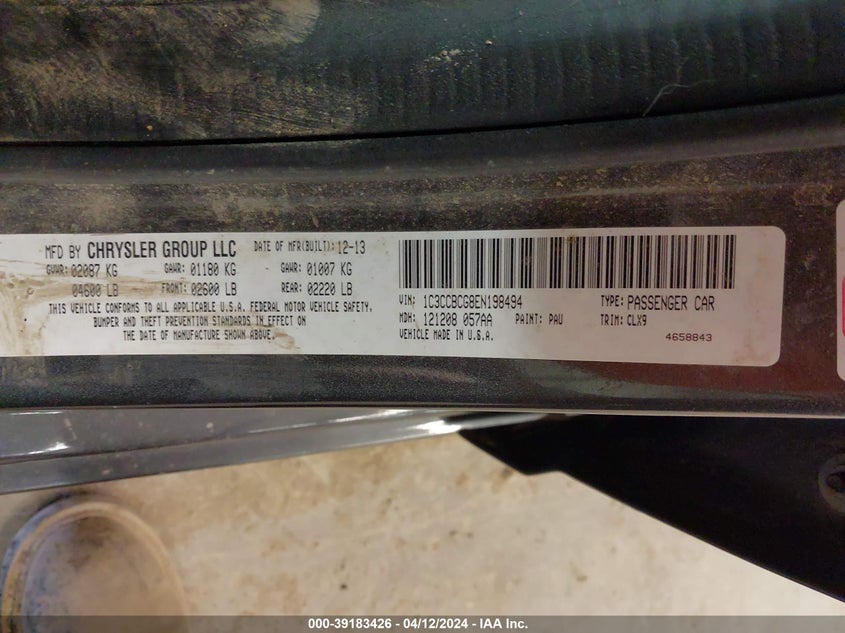 MFD BY CHRYSLER GROUP LLC DATE OF MFR(BUILT): 12-13
GVWR: 02087 KG GAWR: 01180 KG GAWR: 01007 KG
04600 LB FRONT: 02600 LB REAR: 02220 LB
THIS VEHICLE CONFORMS TO ALL APPLICABLE U.S.A. FEDERAL MOTOR VEHICLE SAFETY,
BUMPER AND THEFT PREVENTION STANDARDS IN EFFECT ON
THE DATE OF MANUFACTURE SHOWN ABOVE.
VIN: 1C3CCBCG8EN198494 TYPE: PASSENGER CAR
MDH: 121208 057AA PAINT: PAU TRIM: CLX9
VEHICLE MADE IN U.S.A. 4658843
000-39183426 - 04/12/2024 - IAA Inc.